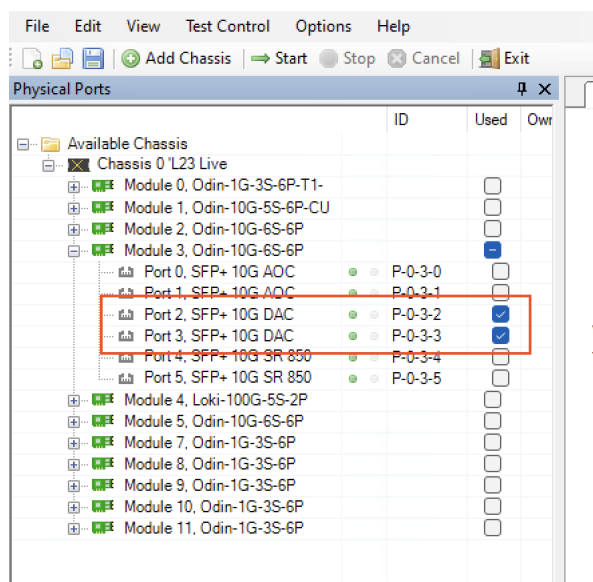 File Edit View Test Control Options Help
Add Chassis Start Stop Cancel Exit
Physical Ports
ID Used Owr
Available Chassis
Chassis 0 'L23 Live
Module 0, Odin-1G-3S-6P-T1-
Module 1, Odin-10G-5S-6P-CU
Module 2, Odin-10G-6S-6P
Module 3, Odin-10G-6S-6P
Port 0, SFP+ 10G AOC P-0-3-0
Port 1, SFP+ 10G AOC P-0-3-1
Port 2, SFP+ 10G DAC P-0-3-2
Port 3, SFP+ 10G DAC P-0-3-3
Port 4, SFP+ 10G SR 850 P-0-3-4
Port 5, SFP+ 10G SR 850 P-0-3-5
Module 4, Loki-100G-5S-2P
Module 5, Odin-10G-6S-6P
Module 7, Odin-1G-3S-6P
Module 8, Odin-1G-3S-6P
Module 9, Odin-1G-3S-6P
Module 10, Odin-1G-3S-6P
Module 11, Odin-1G-3S-6P